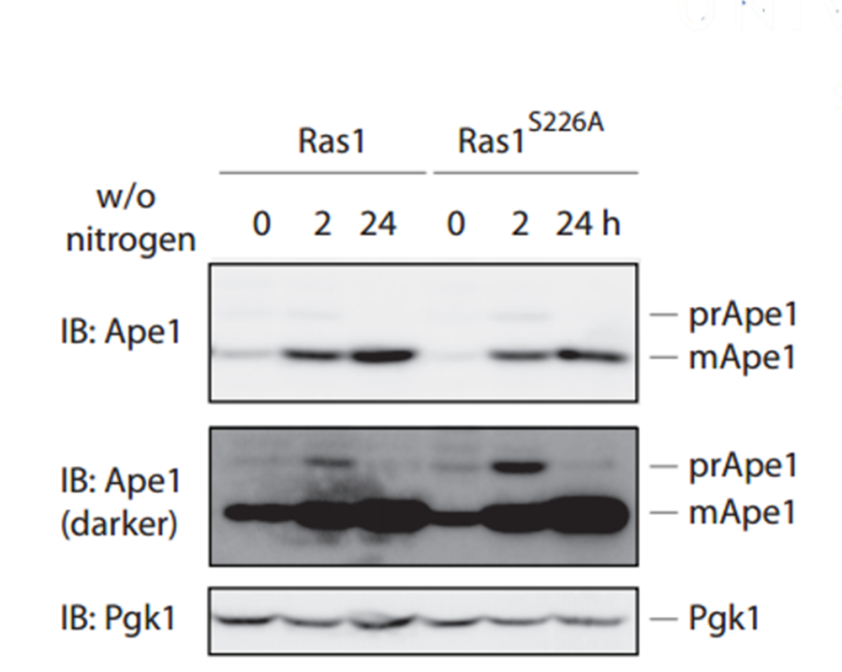 Ras1 Ras1S226A
w/o
nitrogen 0 2 24 0 2 24 h
IB: Ape1
prApe1
mApe1
IB: Ape1
(darker)
prApe1
mApe1
IB: Pgk1 Pgk1